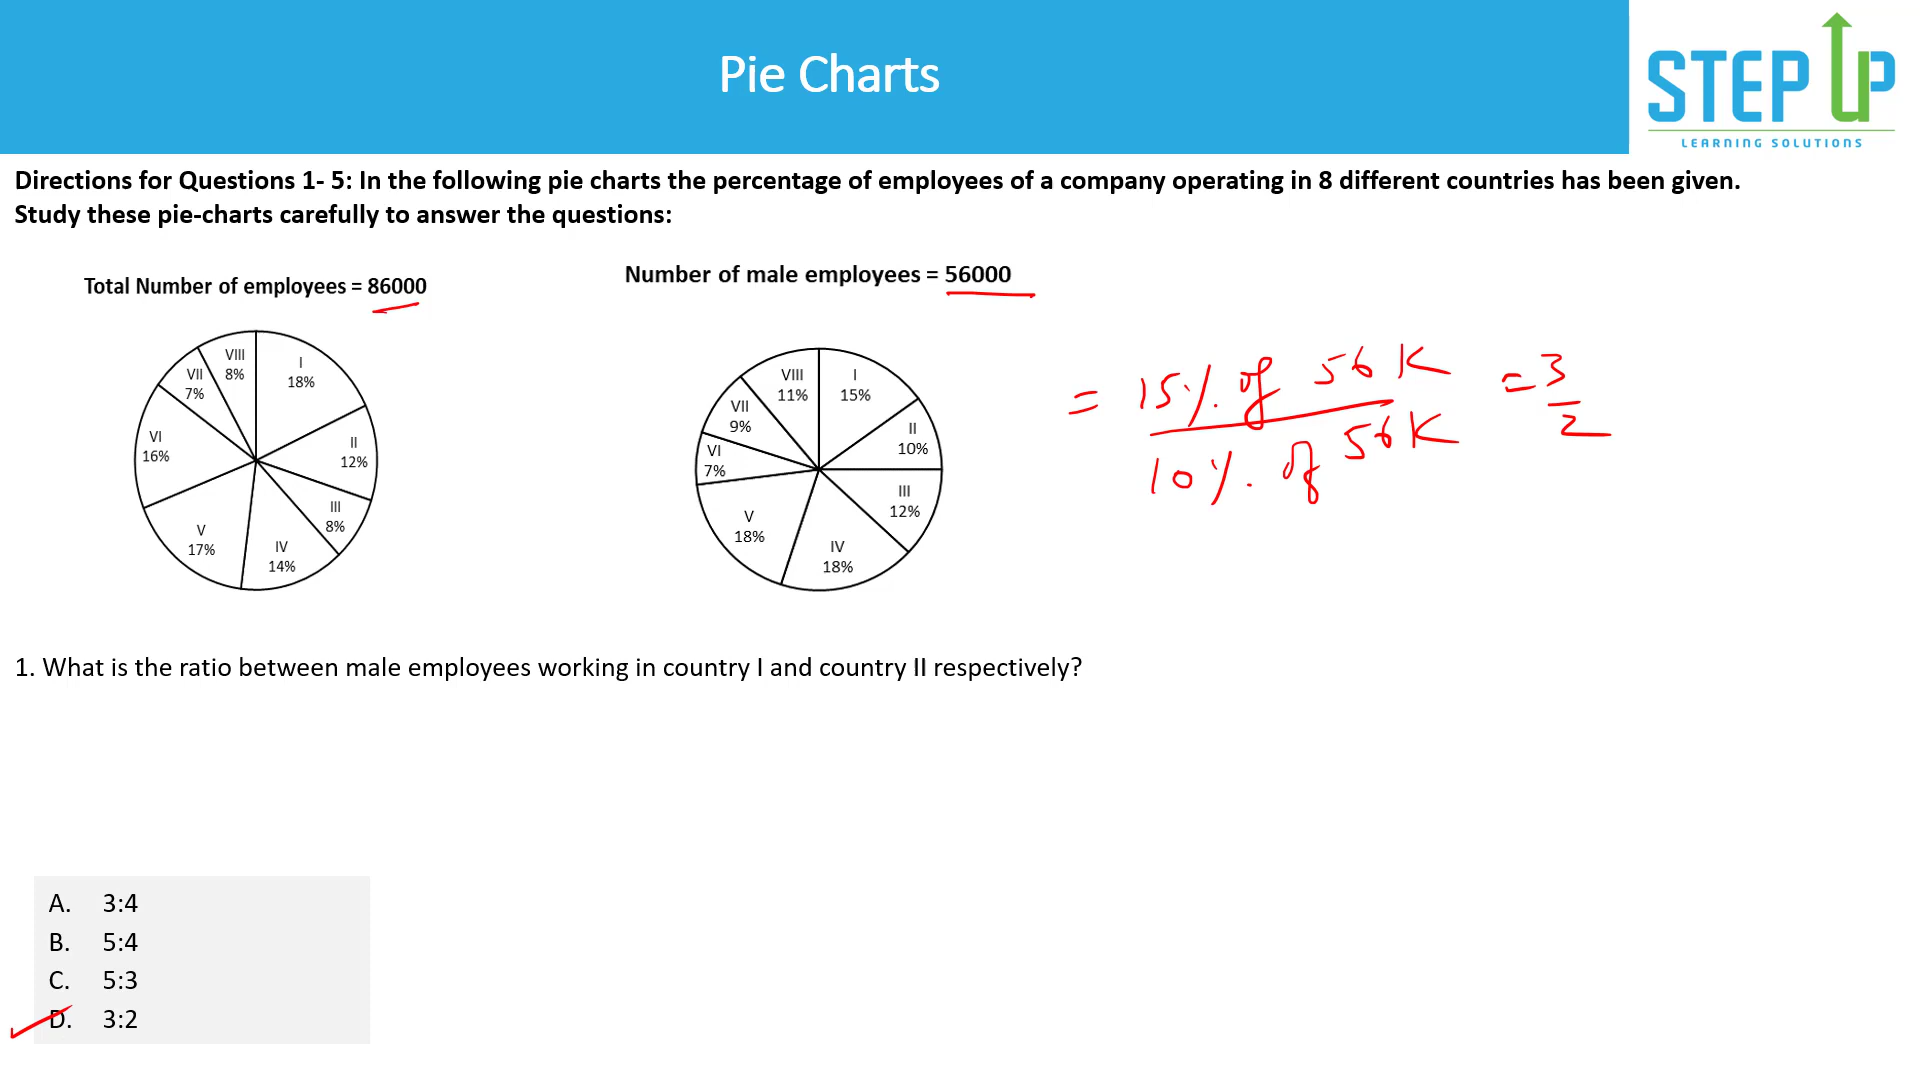 Pie Charts
STEP UP
LEARNING SOLUTIONS
Directions for Questions 1- 5: In the following pie charts the percentage of employees of a company operating in 8 different countries has been given.
Study these pie-charts carefully to answer the questions:
Total Number of employees = 86000
I
18%
II
12%
III
8%
IV
14%
V
17%
VI
16%
VII
7%
VIII
8%
Number of male employees = 56000
I
15%
II
10%
III
12%
IV
18%
V
18%
VI
7%
VII
9%
VIII
11%
= 15% of 56K = 3
10% of 56K 2
1. What is the ratio between male employees working in country I and country II respectively?
A. 3:4
B. 5:4
C. 5:3
D. 3:2